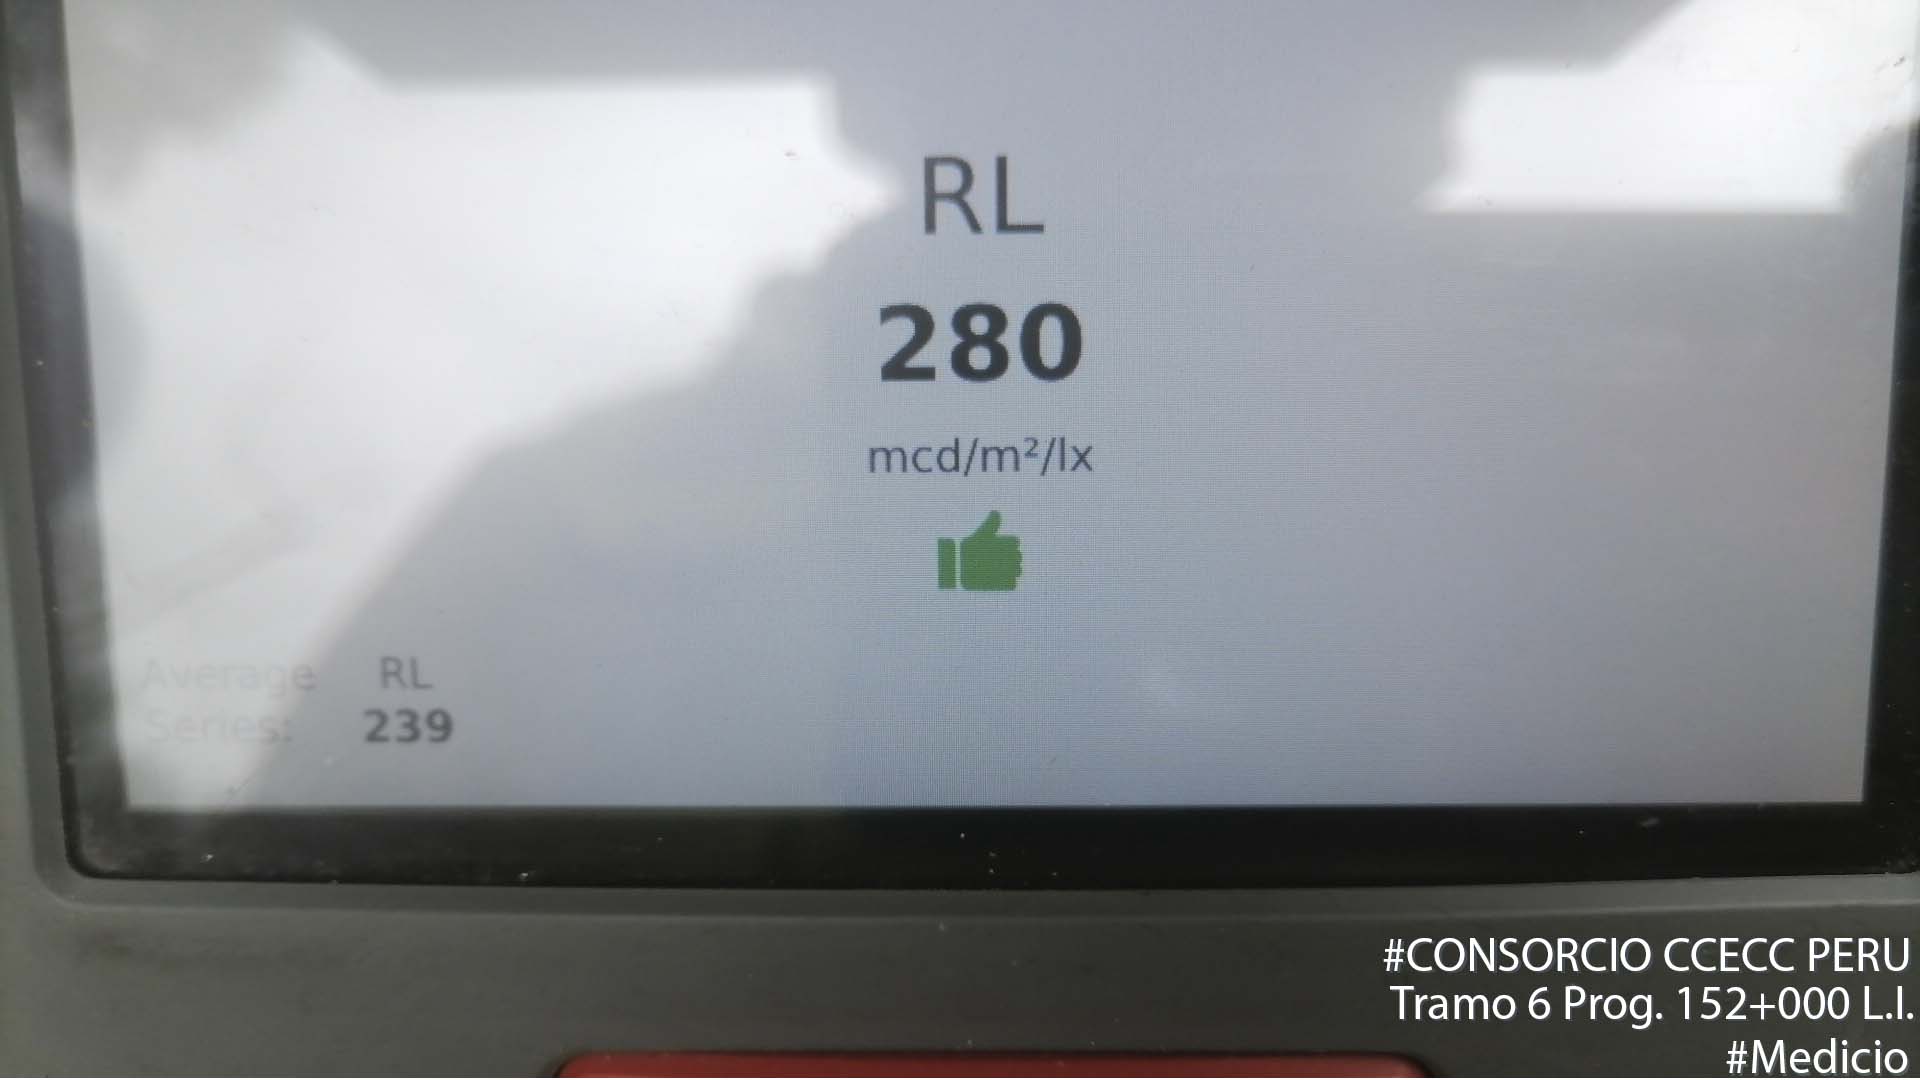 RL
280
mcd/m²/lx
Average RL
Series: 239
#CONSORCIO CCECC PERU
Tramo 6 Prog. 152+000 L.I.
#Medicio